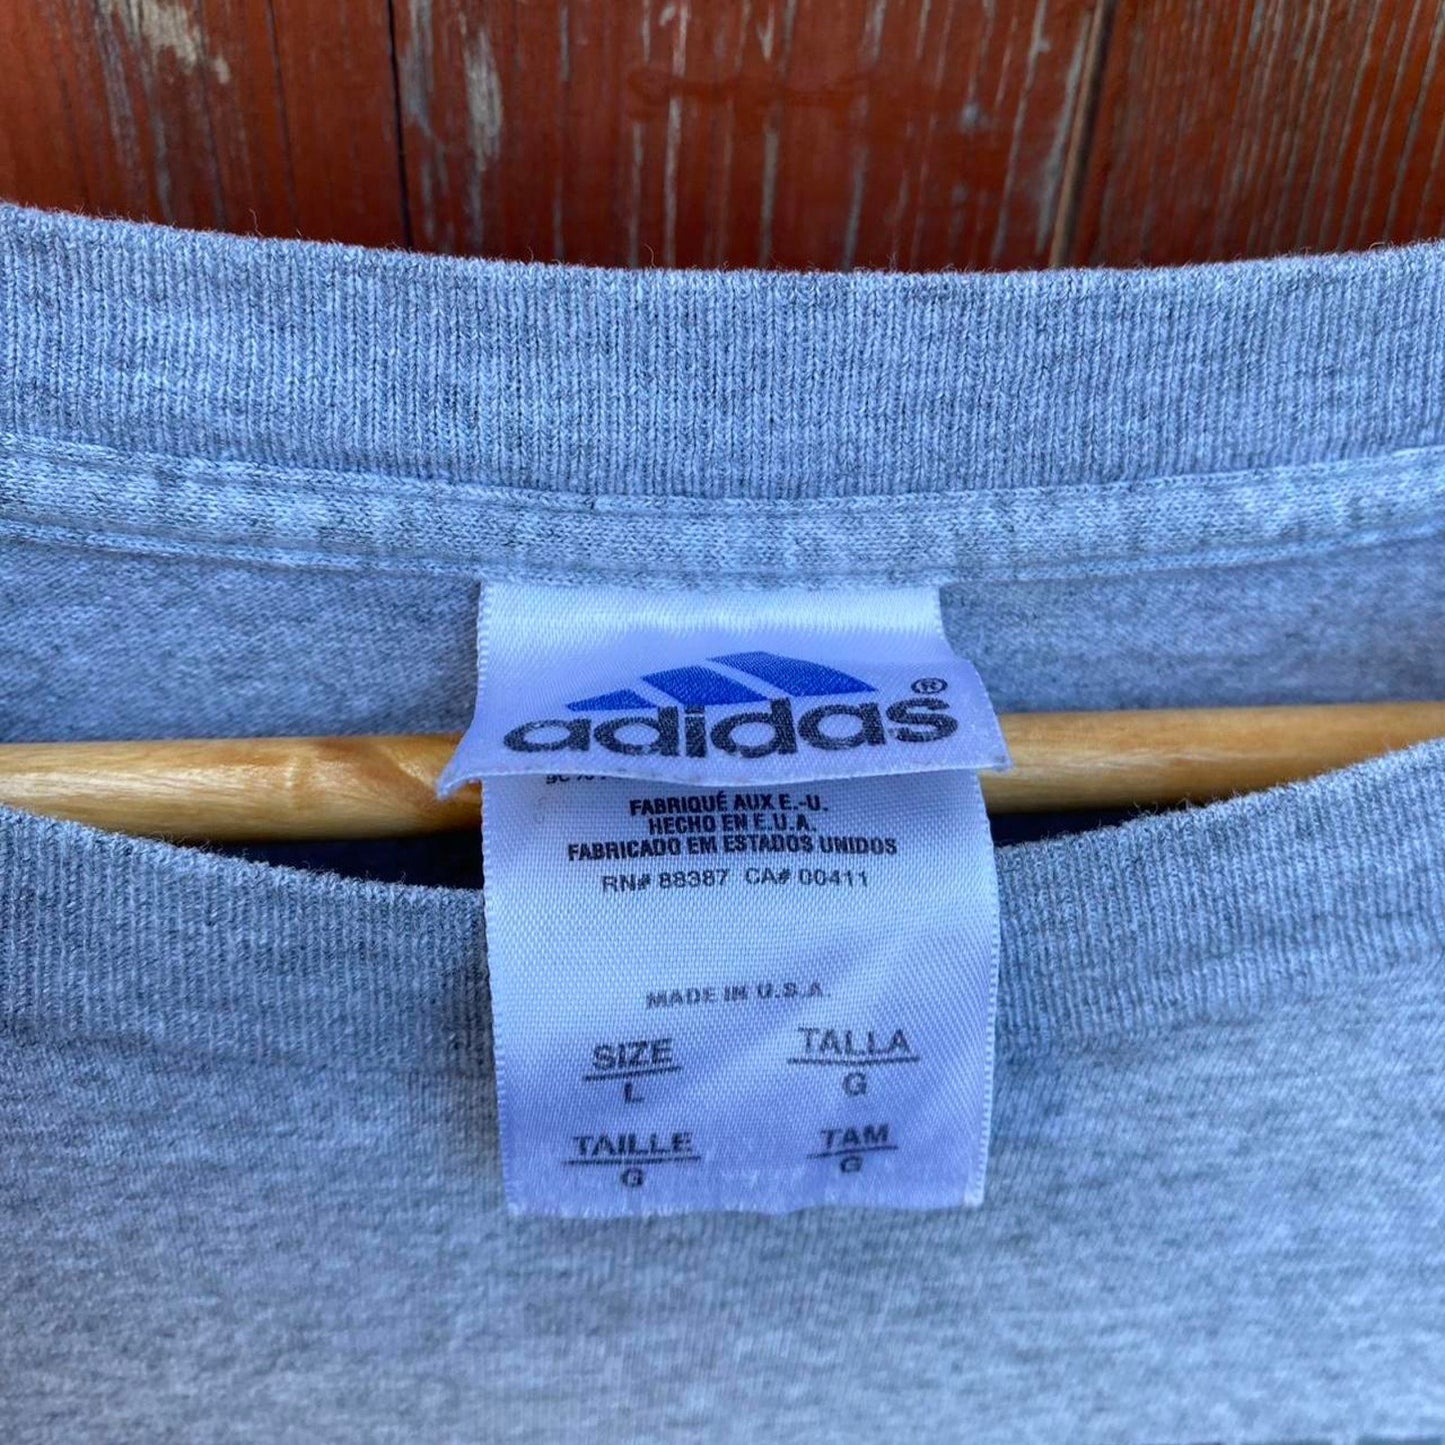 adidas®
FABRIQUÉ AUX E.-U.
HECHO EN E.U.A.
FABRICADO EM ESTADOS UNIDOS
RN# 88387 CA# 00411
MADE IN U.S.A.
SIZE TALLA
L G
TAILLE TAM
G G